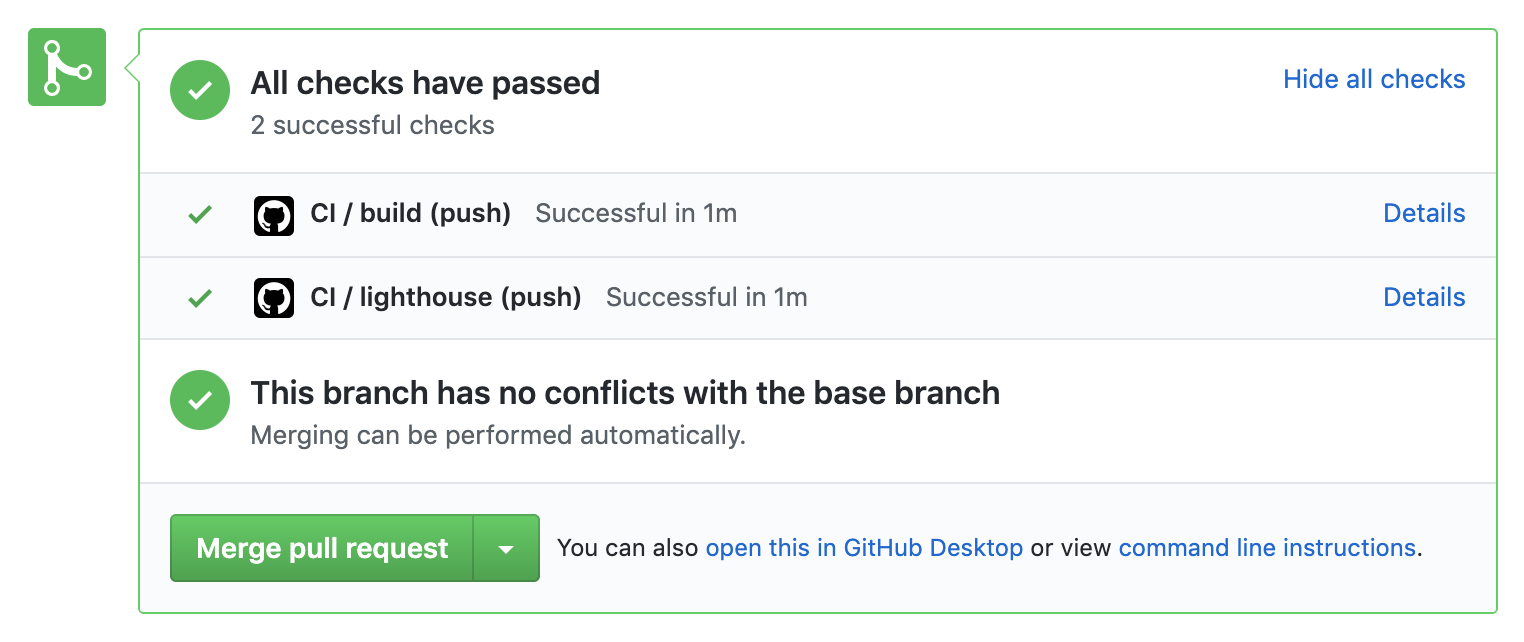 All checks have passed
Hide all checks
2 successful checks
CI / build (push) Successful in 1m Details
CI / lighthouse (push) Successful in 1m Details
This branch has no conflicts with the base branch
Merging can be performed automatically.
Merge pull request You can also open this in GitHub Desktop or view command line instructions.